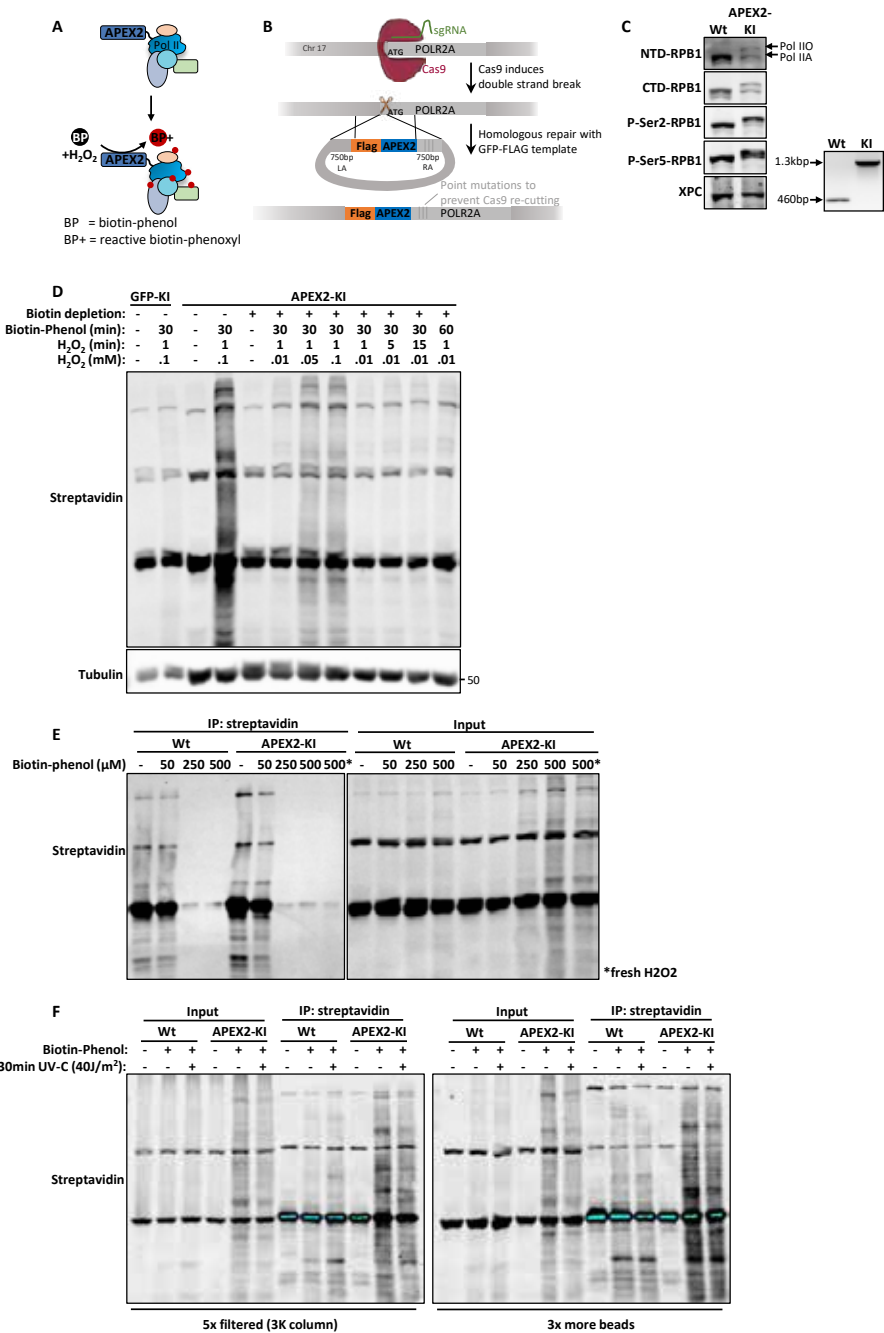 A
APEX2
Pol II
BP
BP+
+H₂O₂
APEX2
BP = biotin-phenol
BP+ = reactive biotin-phenoxyl
B
sgRNA
Chr 17
ATG
POLR2A
Cas9
Cas9 induces
double strand break
ATG
POLR2A
Homologous repair with
GFP-FLAG template
Flag
APEX2
750bp
LA
750bp
RA
Point mutations to
prevent Cas9 re-cutting
Flag
APEX2
POLR2A
C
APEX2-
Wt KI
NTD-RPB1
Pol IIO
Pol IIA
CTD-RPB1
P-Ser2-RPB1
P-Ser5-RPB1
XPC
Wt KI
1.3kbp
460bp
D
GFP-KI APEX2-KI
Biotin depletion: - - - - + + + + + + + +
Biotin-Phenol (min): - 30 - 30 - 30 30 30 30 30 30 60
H₂O₂ (min): - 1 - 1 - 1 1 1 1 5 15 1
H₂O₂ (mM): - .1 - .1 - .01 .05 .1 .01 .01 .01 .01
Streptavidin
Tubulin
50
E
IP: streptavidin Input
Wt APEX2-KI Wt APEX2-KI
Biotin-phenol (µM) - 50 250 500 - 50 250 500 500* - 50 250 500 - 50 250 500 500*
Streptavidin
*fresh H2O2
F
Input IP: streptavidin Input IP: streptavidin
Wt APEX2-KI Wt APEX2-KI Wt APEX2-KI Wt APEX2-KI
Biotin-Phenol: - + + - + + - + + - + + - + + - + + - + + - + +
30min UV-C (40J/m²): - - + - - + - - + - - + - - + - - + - - + - - +
Streptavidin
5x filtered (3K column)
3x more beads